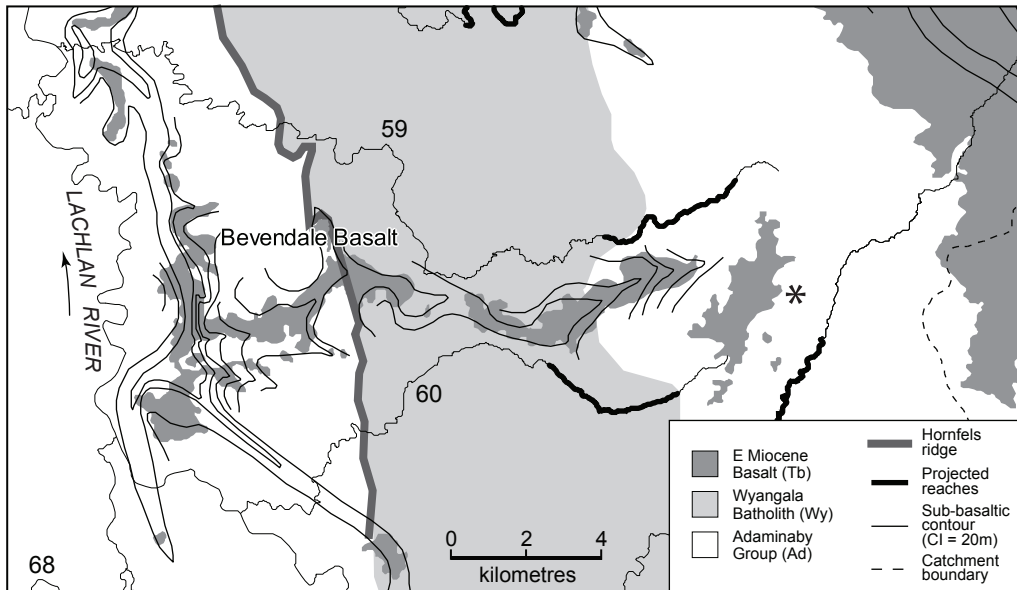 59
Bevendale Basalt
LACHLAN RIVER
*
60
68
0 2 4
kilometres
E Miocene
Basalt (Tb)
Wyangala
Batholith (Wy)
Adaminaby
Group (Ad)
Hornfels
ridge
Projected
reaches
Sub-basaltic
contour
(CI = 20m)
Catchment
boundary